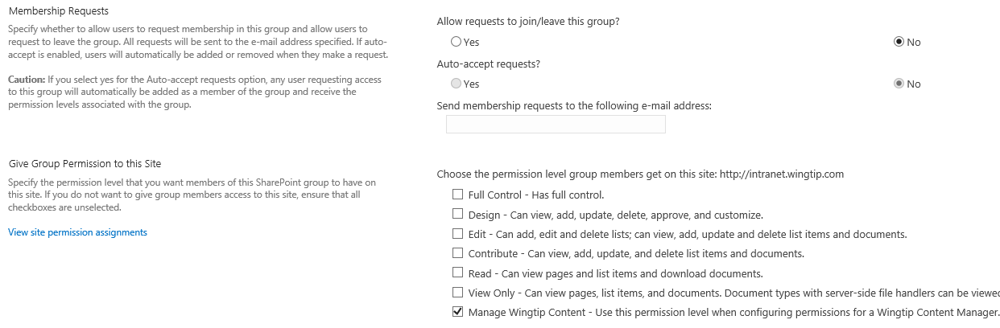 Membership Requests
Specify whether to allow users to request membership in this group and allow users to
request to leave the group. All requests will be sent to the e-mail address specified. If auto-
accept is enabled, users will automatically be added or removed when they make a request.
Caution: If you select yes for the Auto-accept requests option, any user requesting access
to this group will automatically be added as a member of the group and receive the
permission levels associated with the group.
Allow requests to join/leave this group?
Yes No
Auto-accept requests?
Yes No
Send membership requests to the following e-mail address:
Give Group Permission to this Site
Specify the permission level that you want members of this SharePoint group to have on
this site. If you do not want to give group members access to this site, ensure that all
checkboxes are unselected.
View site permission assignments
Choose the permission level group members get on this site: http://intranet.wingtip.com
Full Control - Has full control.
Design - Can view, add, update, delete, approve, and customize.
Edit - Can add, edit and delete lists; can view, add, update and delete list items and documents.
Contribute - Can view, add, update, and delete list items and documents.
Read - Can view pages and list items and download documents.
View Only - Can view pages, list items, and documents. Document types with server-side file handlers can be viewed
Manage Wingtip Content - Use this permission level when configuring permissions for a Wingtip Content Manager.